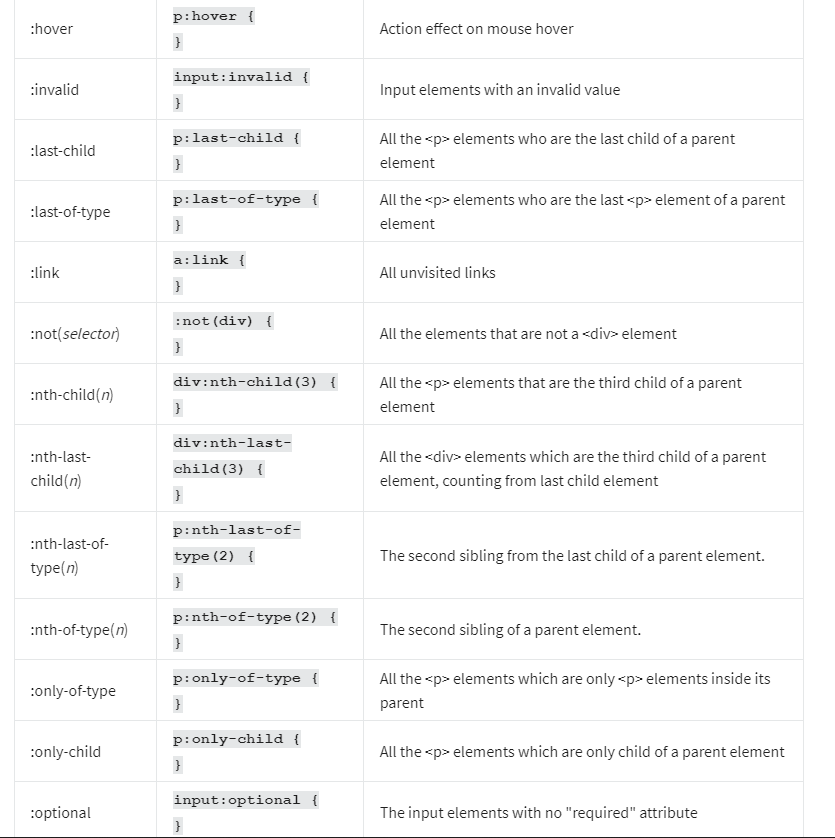 :hover
p:hover {
}
Action effect on mouse hover
:invalid
input:invalid {
}
Input elements with an invalid value
:last-child
p:last-child {
}
All the <p> elements who are the last child of a parent
element
:last-of-type
p:last-of-type {
}
All the <p> elements who are the last <p> element of a parent
element
:link
a:link {
}
All unvisited links
:not(selector)
:not(div) {
}
All the elements that are not a <div> element
:nth-child(n)
div:nth-child(3) {
}
All the <p> elements that are the third child of a parent
element
:nth-last-
child(n)
div:nth-last-
child(3) {
}
All the <div> elements which are the third child of a parent
element, counting from last child element
:nth-last-of-
type(n)
p:nth-last-of-
type(2) {
}
The second sibling from the last child of a parent element.
:nth-of-type(n)
p:nth-of-type(2) {
}
The second sibling of a parent element.
:only-of-type
p:only-of-type {
}
All the <p> elements which are only <p> elements inside its
parent
:only-child
p:only-child {
}
All the <p> elements which are only child of a parent element
:optional
input:optional {
}
The input elements with no "required" attribute